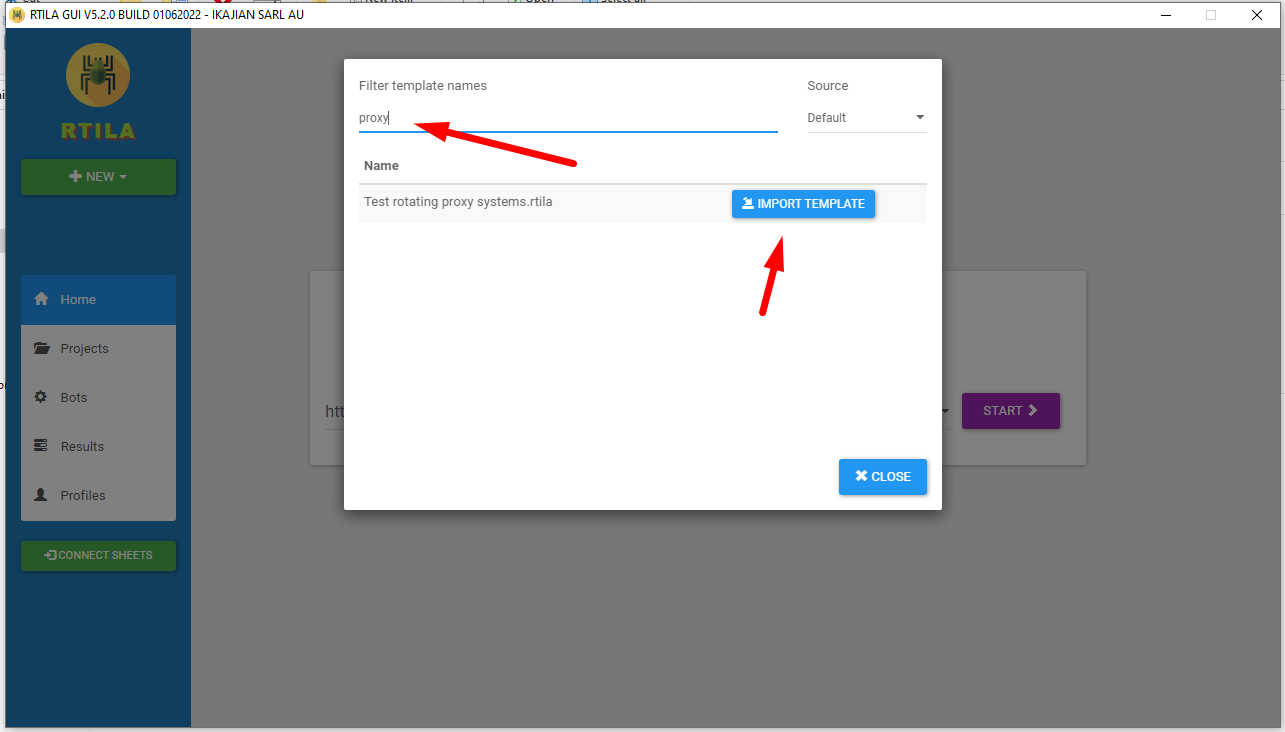 RTILA GUI V5.2.0 BUILD 01062022 - IKAJIAN SARL AU
RTILA
NEW
Home
Projects
Bots
Results
Profiles
CONNECT SHEETS
Filter template names
Source
proxy
Default
Name
Test rotating proxy systems.rtila
IMPORT TEMPLATE
htt
START
CLOSE